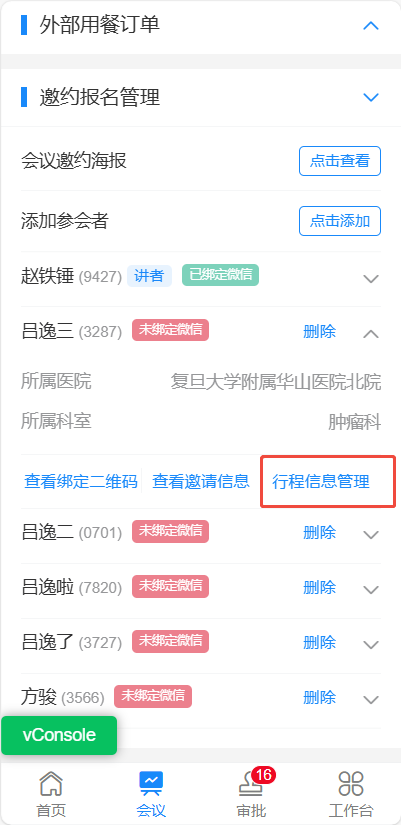 外部用餐订单
邀约报名管理
会议邀约海报 点击查看
添加参会者 点击添加
赵铁锤 (9427) 讲者 已绑定微信
吕逸三 (3287) 未绑定微信 删除
所属医院 复旦大学附属华山医院北院
所属科室 肿瘤科
查看绑定二维码 查看邀请信息 行程信息管理
吕逸二 (0701) 未绑定微信 删除
吕逸啦 (7820) 未绑定微信 删除
吕逸了 (3727) 未绑定微信 删除
方骏 (3566) 未绑定微信 删除
vConsole
16
首页 会议 审批 工作台